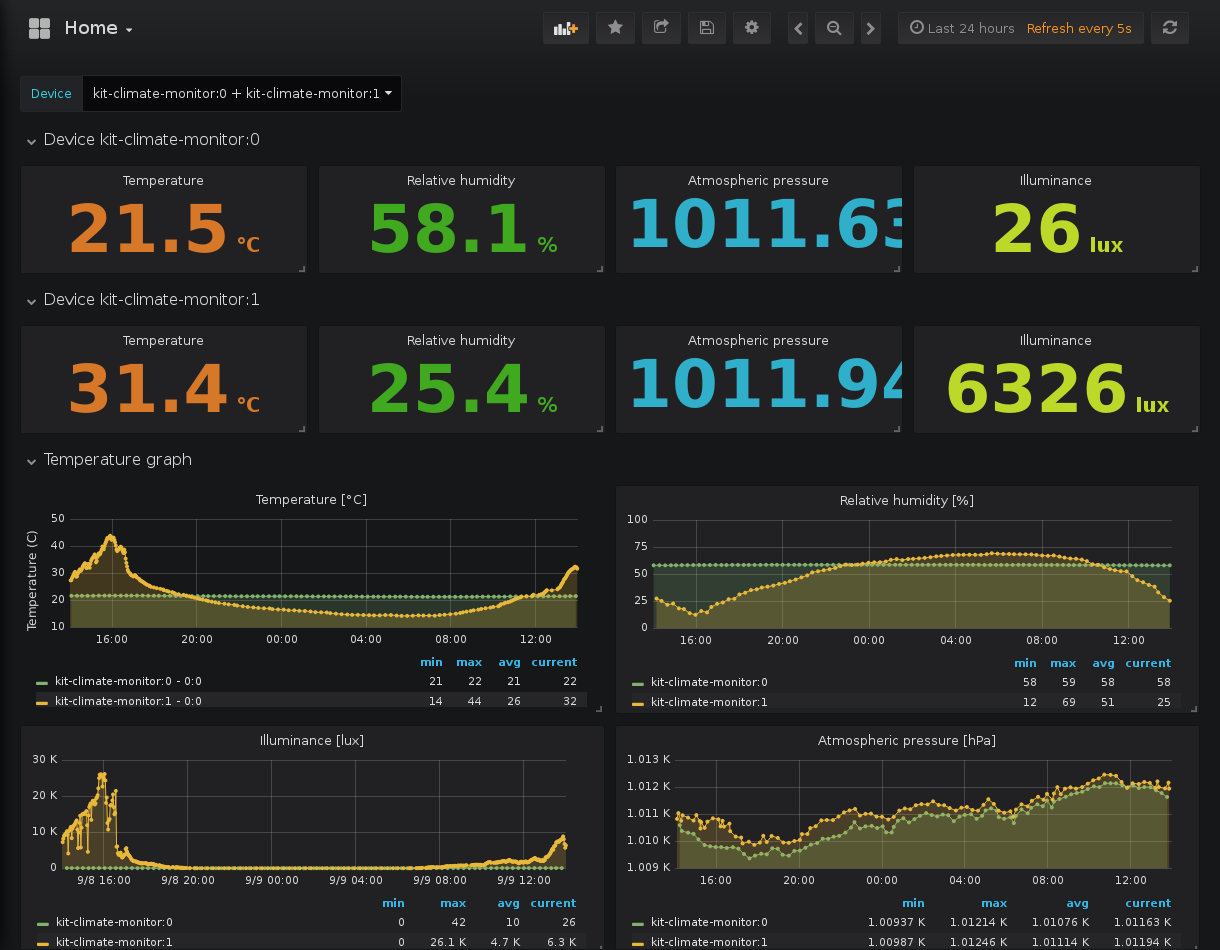 Home
Last 24 hours Refresh every 5s
Device kit-climate-monitor:0 + kit-climate-monitor:1
Device kit-climate-monitor:0
Temperature Relative humidity Atmospheric pressure Illuminance
21.5 °C 58.1 % 1011.63 26 lux
Device kit-climate-monitor:1
Temperature Relative humidity Atmospheric pressure Illuminance
31.4 °C 25.4 % 1011.94 6326 lux
Temperature graph
Temperature [°C]
Temperature (C)
50
40
30
20
10
16:00 20:00 00:00 04:00 08:00 12:00
min max avg current
kit-climate-monitor:0 - 0:0 21 22 21 22
kit-climate-monitor:1 - 0:0 14 44 26 32
Relative humidity [%]
100
75
50
25
0
16:00 20:00 00:00 04:00 08:00 12:00
min max avg current
kit-climate-monitor:0 58 59 58 58
kit-climate-monitor:1 12 69 51 25
Illuminance [lux]
30 K
20 K
10 K
0
9/8 16:00 9/8 20:00 9/9 00:00 9/9 04:00 9/9 08:00 9/9 12:00
min max avg current
kit-climate-monitor:0 0 42 10 26
kit-climate-monitor:1 0 26.1 K 4.7 K 6.3 K
Atmospheric pressure [hPa]
1.013 K
1.012 K
1.011 K
1.010 K
1.009 K
16:00 20:00 00:00 04:00 08:00 12:00
min max avg current
kit-climate-monitor:0 1.00937 K 1.01214 K 1.01076 K 1.01163 K
kit-climate-monitor:1 1.00987 K 1.01246 K 1.01114 K 1.01194 K